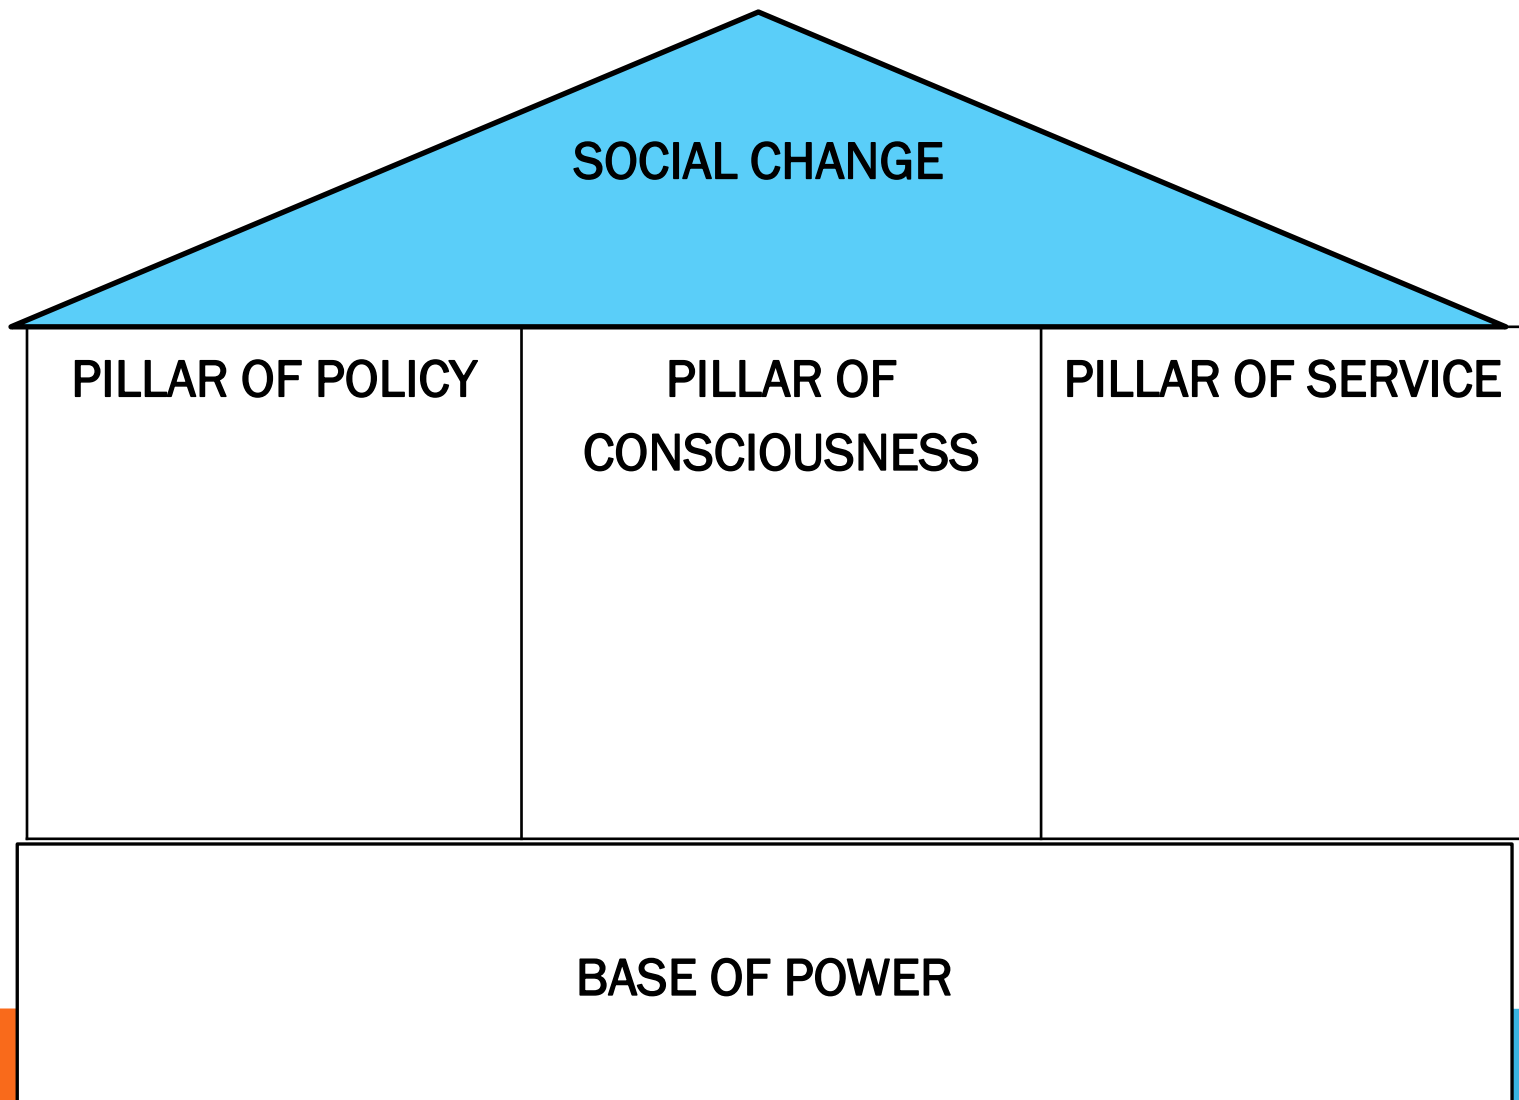 SOCIAL CHANGE
PILLAR OF POLICY
PILLAR OF
CONSCIOUSNESS
PILLAR OF SERVICE
BASE OF POWER